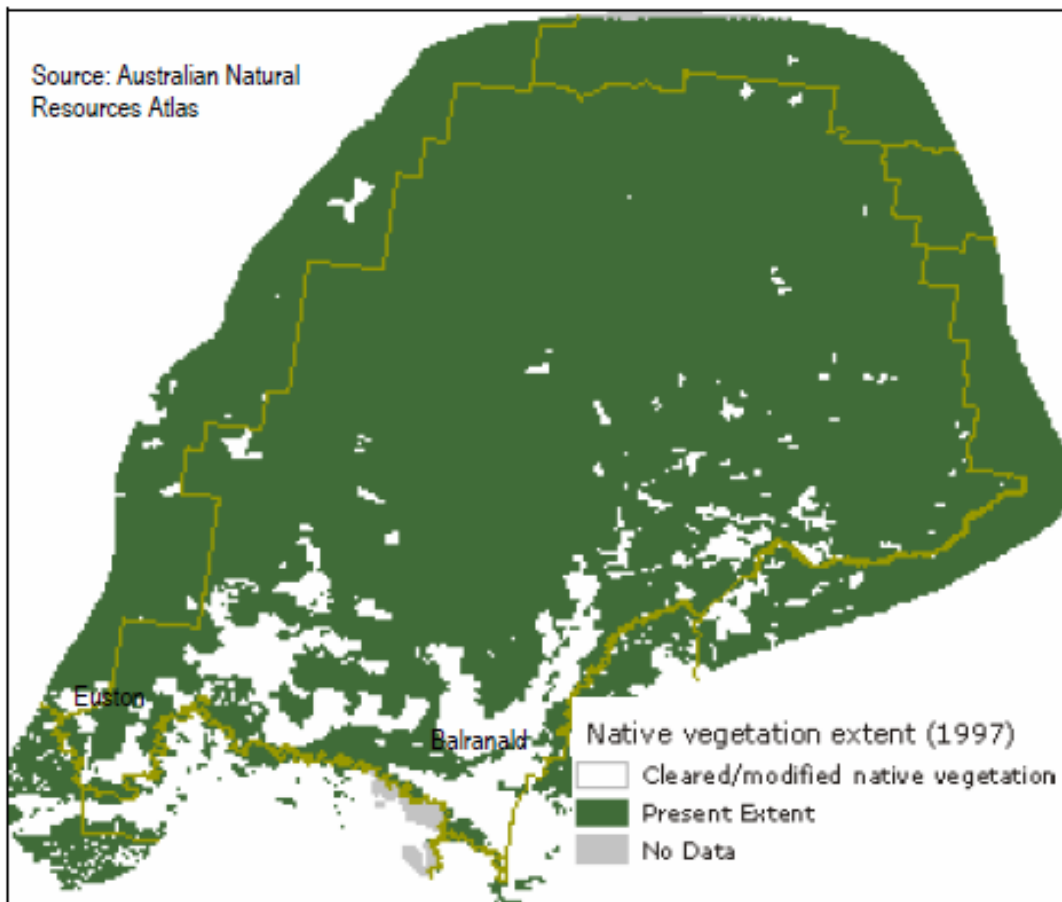 Source: Australian Natural
Resources Atlas
Euston
Balranald
Native vegetation extent (1997)
Cleared/modified native vegetation
Present Extent
No Data